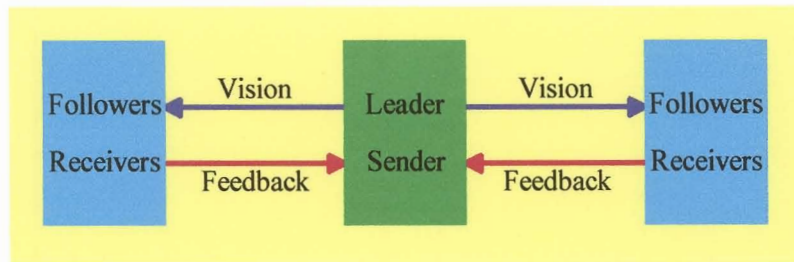 Followers
Receivers
Vision
Feedback
Leader
Sender
Vision
Feedback
Followers
Receivers